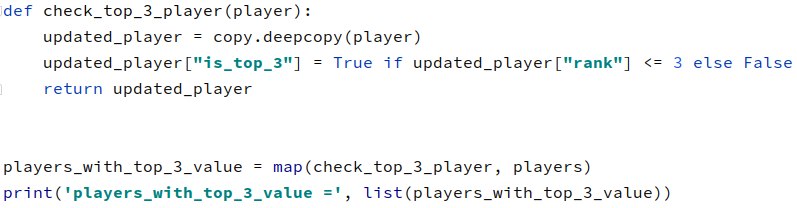 def check_top_3_player(player):
    updated_player = copy.deepcopy(player)
    updated_player["is_top_3"] = True if updated_player["rank"] <= 3 else False
    return updated_player


players_with_top_3_value = map(check_top_3_player, players)
print('players_with_top_3_value =', list(players_with_top_3_value))